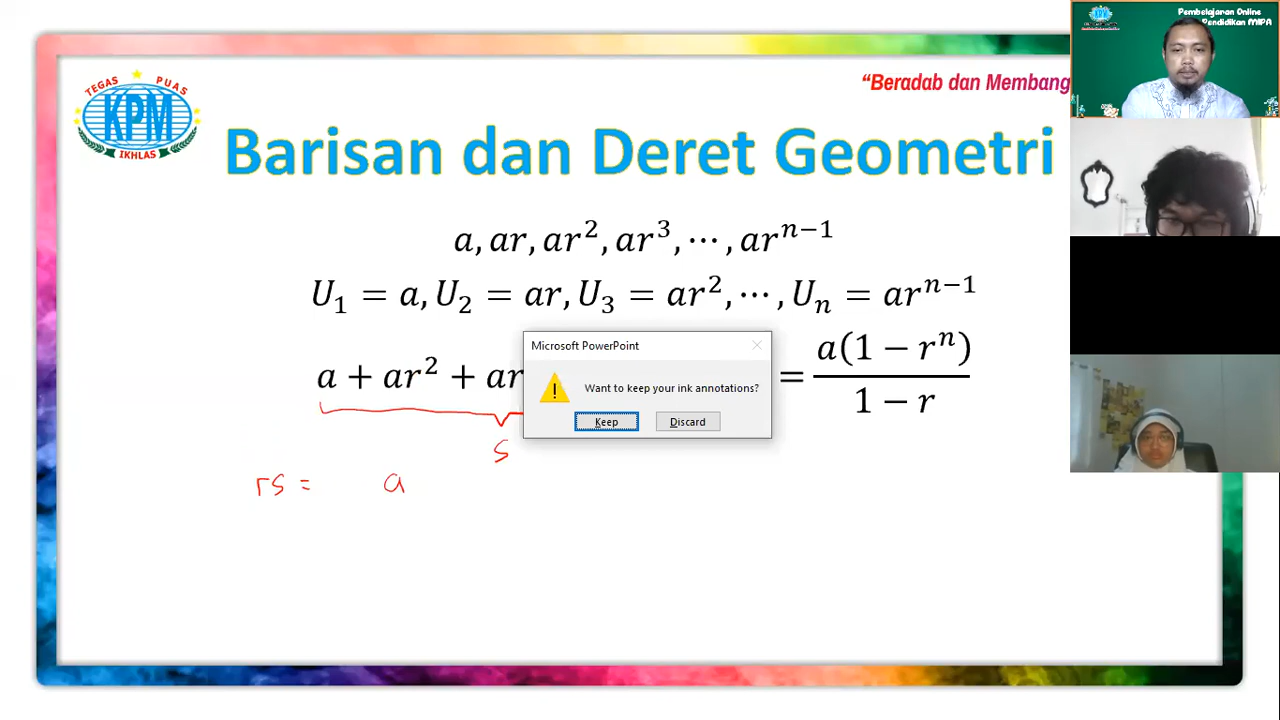 Pembelajaran Online
Pendidikan MIPA
TEGAS PUAS
KPM
IKHLAS
“Beradab dan Membang
Barisan dan Deret Geometri
a, ar, ar², ar³, ⋯, arⁿ⁻¹
U₁ = a, U₂ = ar, U₃ = ar², ⋯, Uₙ = arⁿ⁻¹
a + ar² + ar = a(1 − rⁿ) / 1 − r
Microsoft PowerPoint
Want to keep your ink annotations?
Keep Discard
s
rs = a